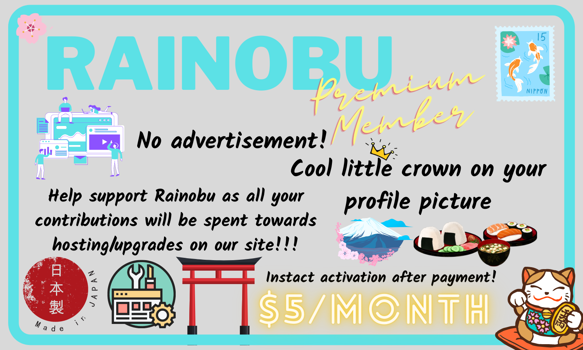 RAINOBU
Premium
Member
15
NIPPON
No advertisement!
Cool little crown on your
profile picture
Help support Rainobu as all your
contributions will be spent towards
hosting/upgrades on our site!!!
日本製
Made in JAPAN
Instact activation after payment!
$5/MONTH